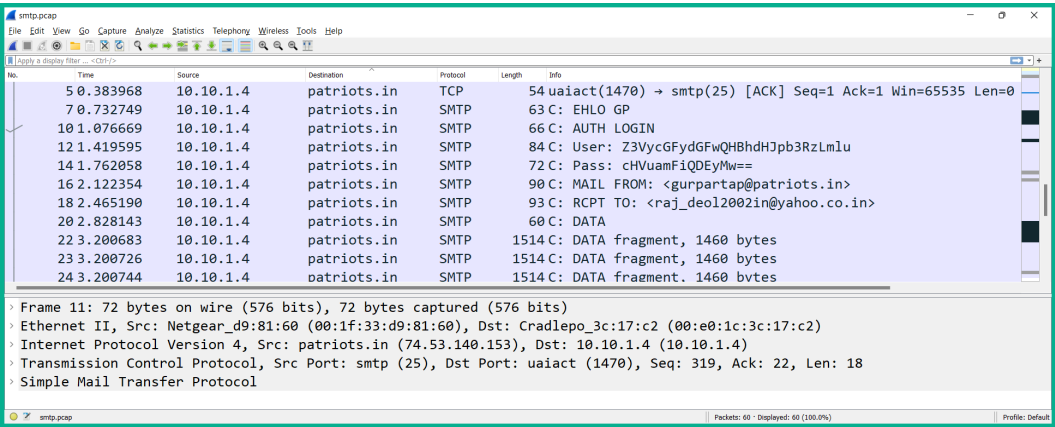 smtp.pcap
File Edit View Go Capture Analyze Statistics Telephony Wireless Tools Help
Apply a display filter ... <Ctrl-/>
No. Time Source Destination Protocol Length Info
5 0.383968 10.10.1.4 patriots.in TCP 54 uaiact(1470) → smtp(25) [ACK] Seq=1 Ack=1 Win=65535 Len=0
7 0.732749 10.10.1.4 patriots.in SMTP 63 C: EHLO GP
10 1.076669 10.10.1.4 patriots.in SMTP 66 C: AUTH LOGIN
12 1.419595 10.10.1.4 patriots.in SMTP 84 C: User: Z3VycGFydGFwQHBhdHJpb3RzLmlu
14 1.762058 10.10.1.4 patriots.in SMTP 72 C: Pass: cHVuamFiQDEyMw==
16 2.122354 10.10.1.4 patriots.in SMTP 90 C: MAIL FROM: <gurpartap@patriots.in>
18 2.465190 10.10.1.4 patriots.in SMTP 93 C: RCPT TO: <raj_deol2002in@yahoo.co.in>
20 2.828143 10.10.1.4 patriots.in SMTP 60 C: DATA
22 3.200683 10.10.1.4 patriots.in SMTP 1514 C: DATA fragment, 1460 bytes
23 3.200726 10.10.1.4 patriots.in SMTP 1514 C: DATA fragment, 1460 bytes
24 3.200744 10.10.1.4 patriots.in SMTP 1514 C: DATA fragment, 1460 bytes
Frame 11: 72 bytes on wire (576 bits), 72 bytes captured (576 bits)
Ethernet II, Src: Netgear_d9:81:60 (00:1f:33:d9:81:60), Dst: Cradlepo_3c:17:c2 (00:e0:1c:3c:17:c2)
Internet Protocol Version 4, Src: patriots.in (74.53.140.153), Dst: 10.10.1.4 (10.10.1.4)
Transmission Control Protocol, Src Port: smtp (25), Dst Port: uaiact (1470), Seq: 319, Ack: 22, Len: 18
Simple Mail Transfer Protocol
smtp.pcap Packets: 60 · Displayed: 60 (100.0%) Profile: Default